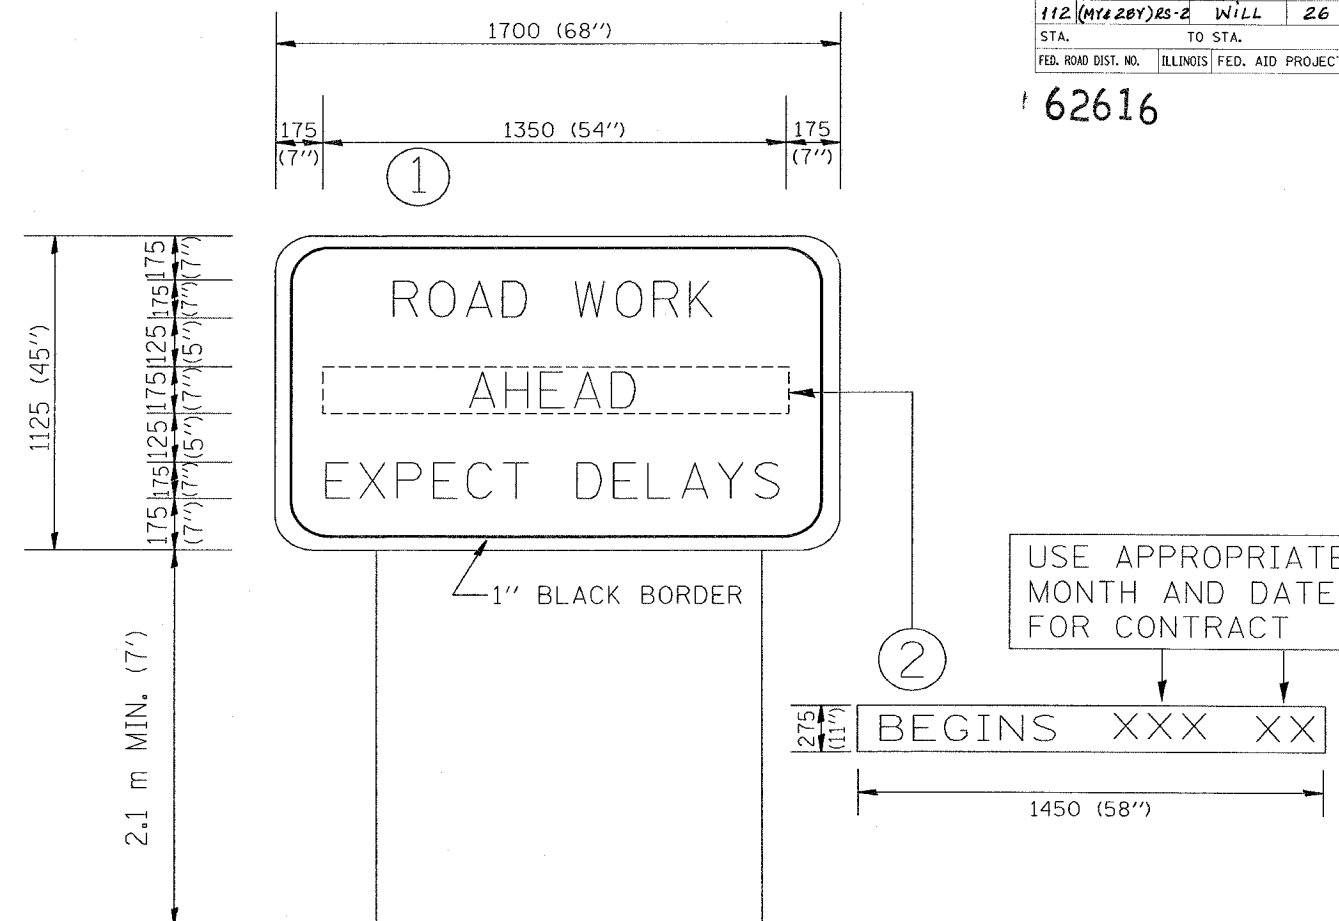 112 (MY&2BY)RS-2 WILL 26
STA. TO STA.
FED. ROAD DIST. NO. ILLINOIS FED. AID PROJECT
62616
1700 (68'')
175 (7'')
1350 (54'')
175 (7'')
1
1125 (45'')
175 (7'')
175 (7'')
125 (5'')
175 (7'')
125 (5'')
175 (7'')
175 (7'')
ROAD WORK
AHEAD
EXPECT DELAYS
1'' BLACK BORDER
2.1 m MIN. (7')
USE APPROPRIATE
MONTH AND DATE
FOR CONTRACT
2
275 (11'')
BEGINS XXX XX
1450 (58'')